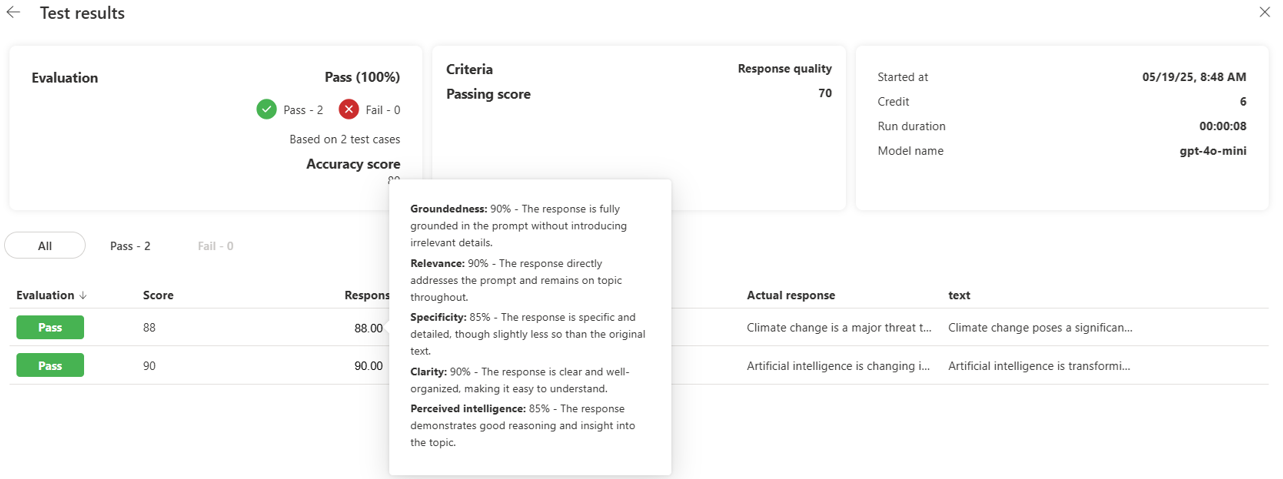 Test results
Evaluation
Pass (100%)
Pass - 2
Fail - 0
Based on 2 test cases
Accuracy score
Criteria
Response quality
Passing score
70
Started at
05/19/25, 8:48 AM
Credit
6
Run duration
00:00:08
Model name
gpt-4o-mini
Groundedness: 90% - The response is fully
grounded in the prompt without introducing
irrelevant details.
Relevance: 90% - The response directly
addresses the prompt and remains on topic
throughout.
Specificity: 85% - The response is specific and
detailed, though slightly less so than the original
text.
Clarity: 90% - The response is clear and well-
organized, making it easy to understand.
Perceived intelligence: 85% - The response
demonstrates good reasoning and insight into
the topic.
All
Pass - 2
Fail - 0
Evaluation
Score
Respons
Actual response
text
Pass
88
88.00
Climate change is a major threat t...
Climate change poses a significan...
Pass
90
90.00
Artificial intelligence is changing i...
Artificial intelligence is transformi...